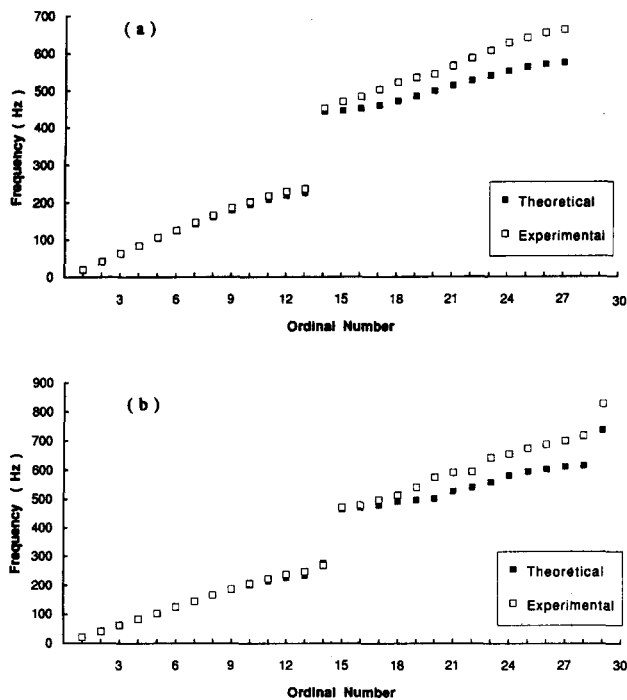 ( a )
700
600
500
400
300
200
100
0
Frequency ( Hz )
Theoretical
Experimental
3 6 9 12 15 18 21 24 27 30
Ordinal Number
( b )
900
800
700
600
500
400
300
200
100
0
Frequency ( Hz )
Theoretical
Experimental
3 6 9 12 15 18 21 24 27 30
Ordinal Number